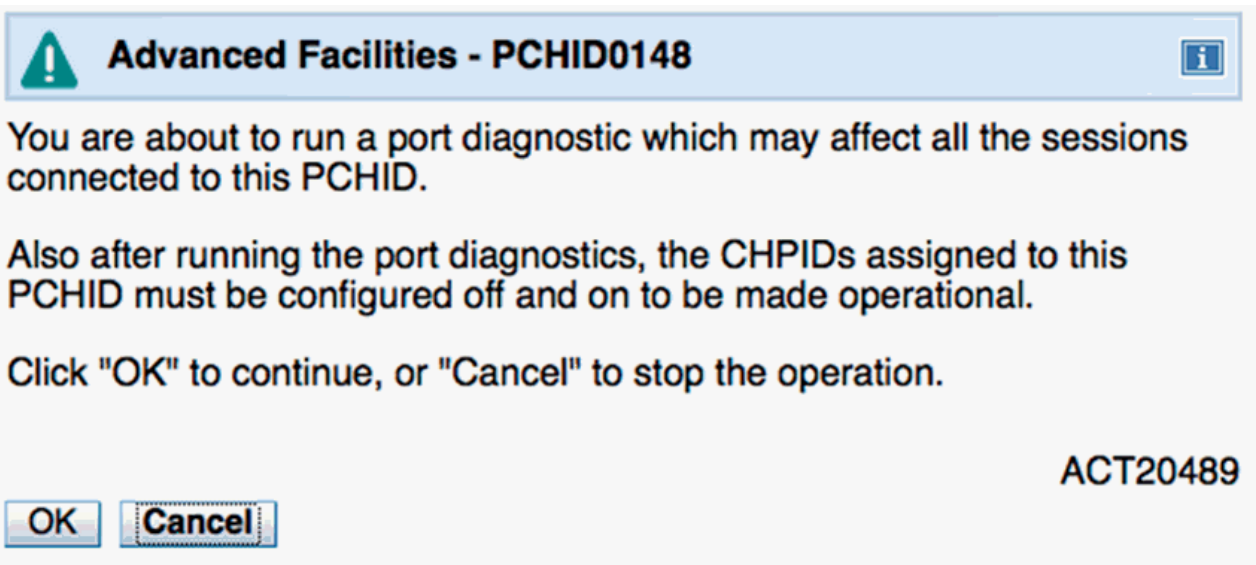 Advanced Facilities - PCHID0148
You are about to run a port diagnostic which may affect all the sessions
connected to this PCHID.
Also after running the port diagnostics, the CHPIDs assigned to this
PCHID must be configured off and on to be made operational.
Click "OK" to continue, or "Cancel" to stop the operation.
ACT20489
OK Cancel